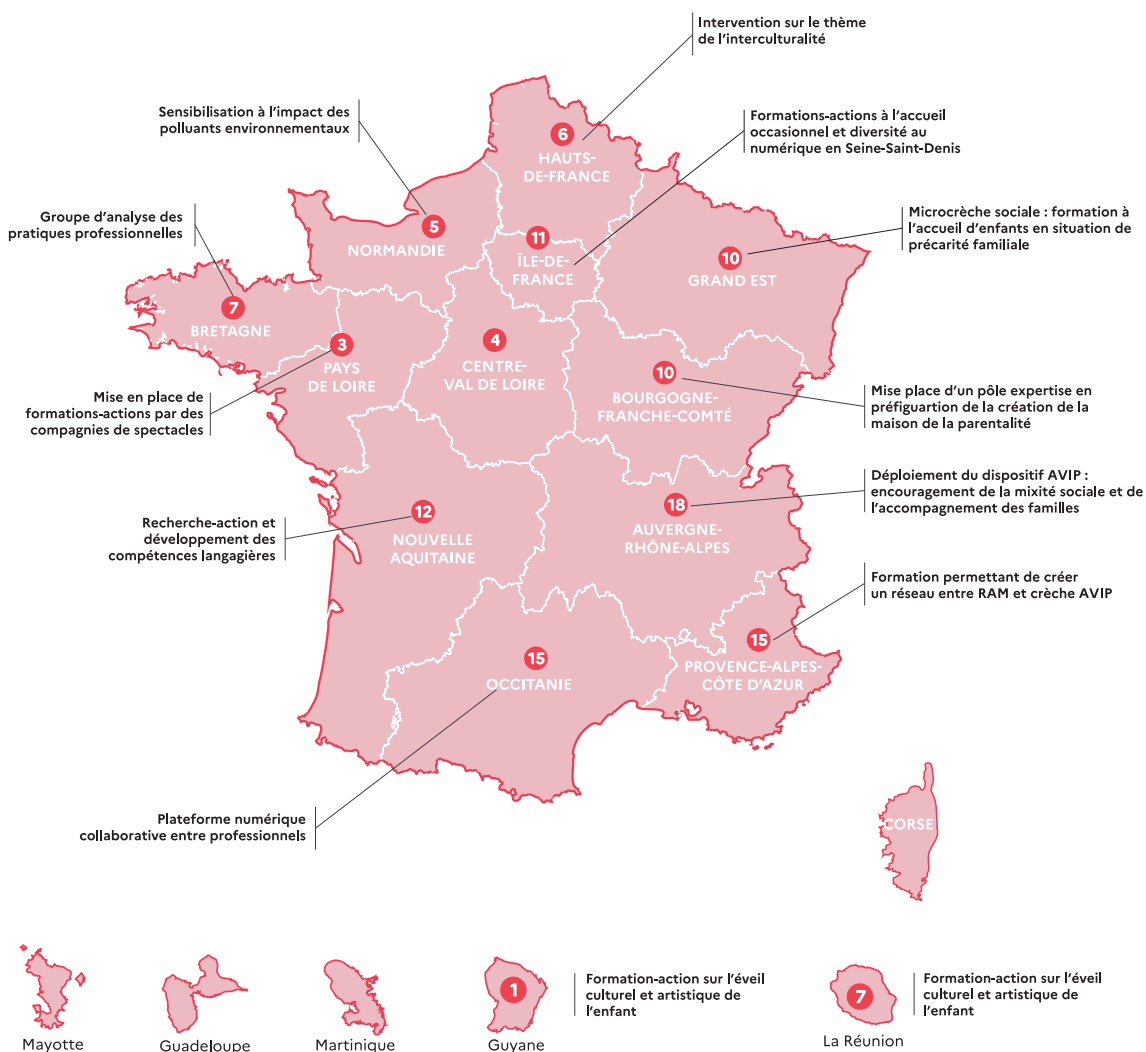 Intervention sur le thème
de l'interculturalité
Sensibilisation à l'impact des
polluants environnementaux
Formations-actions à l'accueil
occasionnel et diversité au
numérique en Seine-Saint-Denis
6
HAUTS-
DE-FRANCE
Groupe d'analyse des
pratiques professionnelles
5
NORMANDIE
11
ÎLE-DE-
FRANCE
10
GRAND EST
Microcrèche sociale : formation à
l'accueil d'enfants en situation de
précarité familiale
7
BRETAGNE
3
PAYS
DE LOIRE
4
CENTRE-
VAL DE LOIRE
10
BOURGOGNE-
FRANCHE-COMTÉ
Mise en place de
formations-actions par des
compagnies de spectacles
Mise place d'un pôle expertise en
préfiguartion de la création de la
maison de la parentalité
Déploiement du dispositif AVIP :
encouragement de la mixité sociale et de
l'accompagnement des familles
Recherche-action et
développement des
compétences langagières
12
NOUVELLE
AQUITAINE
18
AUVERGNE-
RHÔNE-ALPES
Formation permettant de créer
un réseau entre RAM et crèche AVIP
15
OCCITANIE
15
PROVENCE-ALPES-
CÔTE D'AZUR
Plateforme numérique
collaborative entre professionnels
CORSE
Mayotte
Guadeloupe
Martinique
1
Guyane
Formation-action sur l'éveil
culturel et artistique de
l'enfant
7
La Réunion
Formation-action sur l'éveil
culturel et artistique de
l'enfant